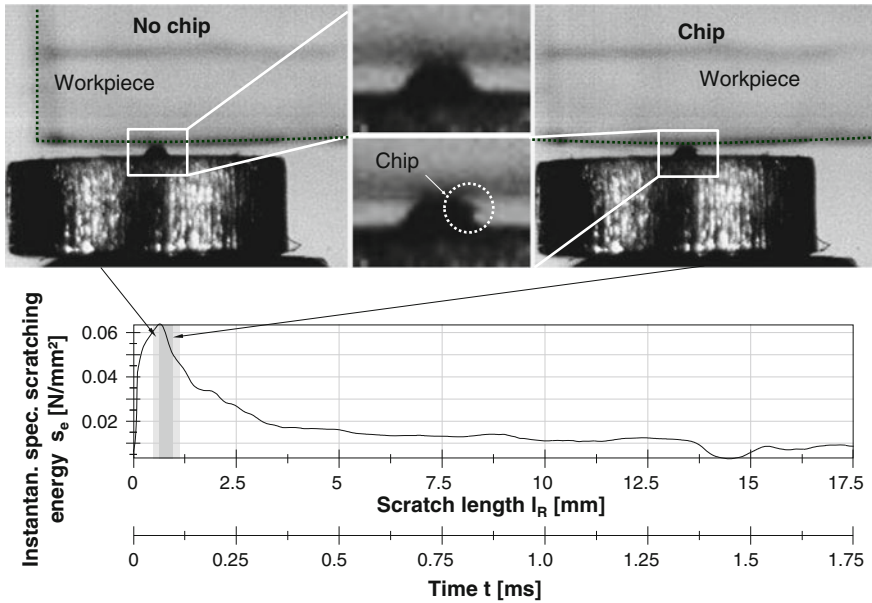 No chip
Workpiece
Chip
Chip
Workpiece
Instantan. spec. scratching
energy s_e [N/mm²]
0.06
0.04
0.02
0 2.5 5 7.5 10 12.5 15 17.5
Scratch length l_R [mm]
0 0.25 0.5 0.75 1.0 1.25 1.5 1.75
Time t [ms]